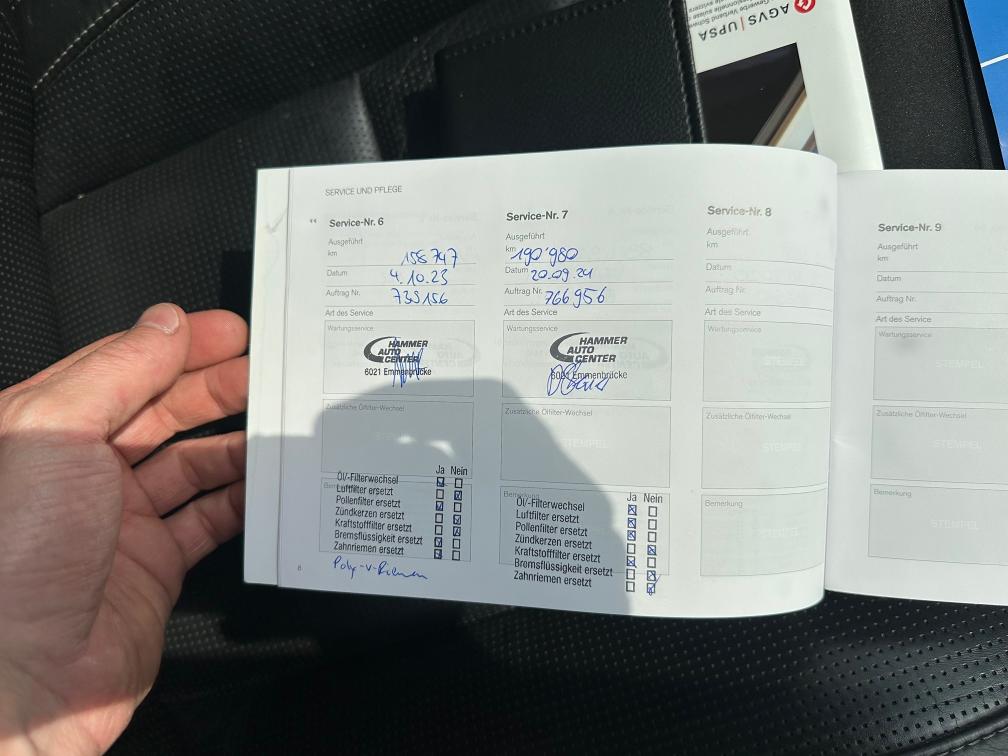 AGVS | UPSA
SERVICE UND PFLEGE
Service-Nr. 6
Ausgeführt
km 158747
Datum 4.10.23
Auftrag Nr. 735156
Art des Service
Wartungsservice
HAMMER
AUTO
CENTER
6021 Emmenbrücke
Zusätzliche Ölfilter-Wechsel
Ja Nein
Öl/-Filterwechsel
Luftfilter ersetzt
Pollenfilter ersetzt
Zündkerzen ersetzt
Kraftstofffilter ersetzt
Bremsflüssigkeit ersetzt
Zahnriemen ersetzt
Poly-V-Riemen
6
Service-Nr. 7
Ausgeführt
km 190'980
Datum 20.09.24
Auftrag Nr. 766956
Art des Service
Wartungsservice
HAMMER
AUTO
CENTER
6021 Emmenbrücke
Zusätzliche Ölfilter-Wechsel
STEMPEL
Bemerkung
Ja Nein
Öl/-Filterwechsel
Luftfilter ersetzt
Pollenfilter ersetzt
Zündkerzen ersetzt
Kraftstofffilter ersetzt
Bremsflüssigkeit ersetzt
Zahnriemen ersetzt
Service-Nr. 8
Ausgeführt
km
Datum
Auftrag Nr.
Art des Service
Wartungsservice
STEMPEL
Zusätzliche Ölfilter-Wechsel
STEMPEL
Bemerkung
STEMPEL
Service-Nr. 9
Ausgeführt
km
Datum
Auftrag Nr.
Art des Service
Wartungsservice
STEMPEL
Zusätzliche Ölfilter-Wechsel
STEMPEL
Bemerkung
STEMPEL